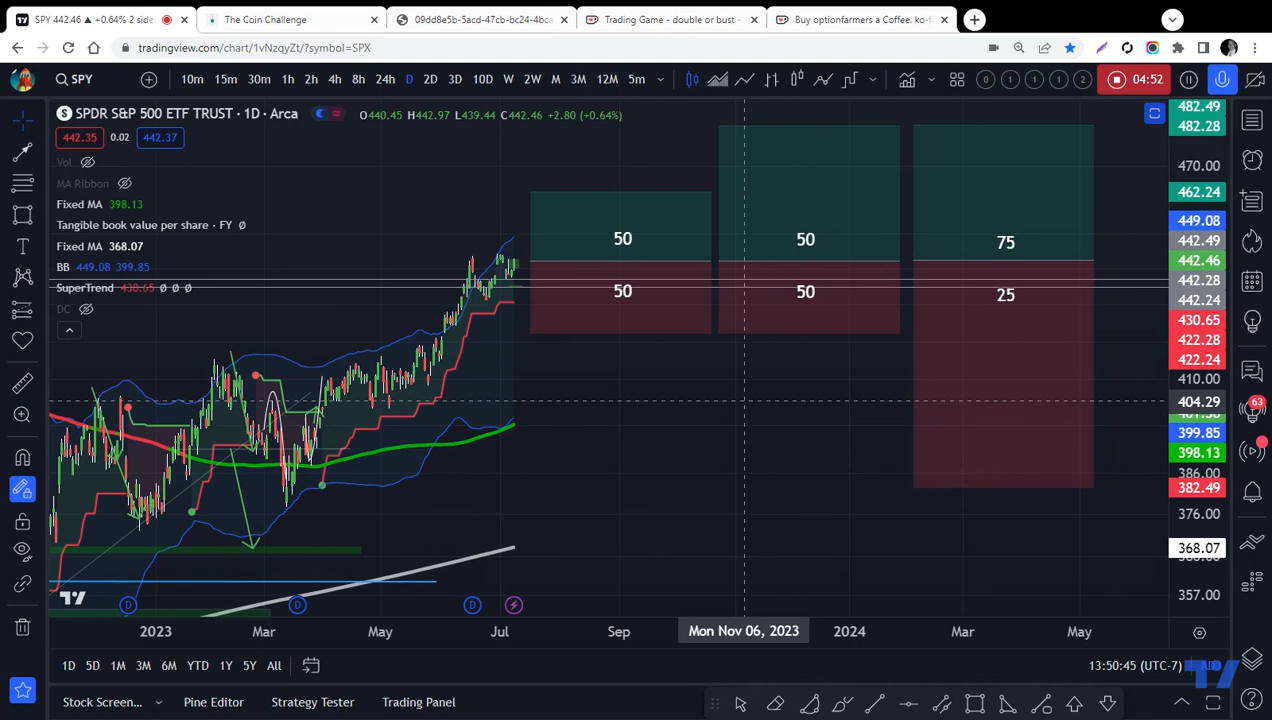 SPY 442.46 ▲ +0.64% 2 side
The Coin Challenge
09dd8e5b-5acd-47cb-bc24-4bca
Trading Game - double or bust -
Buy optionfarmers a Coffee. ko-fi
tradingview.com/chart/1vNzqyZt/?symbol=SPX
SPY
10m 15m 30m 1h 2h 4h 8h 24h D 2D 3D 10D W 2W M 3M 12M 5m
0 1 1 1 2
04:52
SPDR S&P 500 ETF TRUST · 1D · Arca
O440.45 H442.97 L439.44 C442.46 +2.80 (+0.64%)
442.35 0.02 442.37
Vol
MA Ribbon
Fixed MA 398.13
Tangible book value per share · FY Ø
Fixed MA 368.07
BB 449.08 399.85
SuperTrend 430.65 Ø Ø Ø
DC
50
50
50
50
75
25
482.49
482.28
470.00
462.24
449.08
442.49
442.46
442.28
442.24
430.65
422.28
422.24
410.00
404.29
399.85
398.13
386.00
382.49
376.00
368.07
357.00
63
D D D
2023 Mar May Jul Sep Mon Nov 06, 2023 2024 Mar May
1D 5D 1M 3M 6M YTD 1Y 5Y All
13:50:45 (UTC-7)
Stock Screen... Pine Editor Strategy Tester Trading Panel